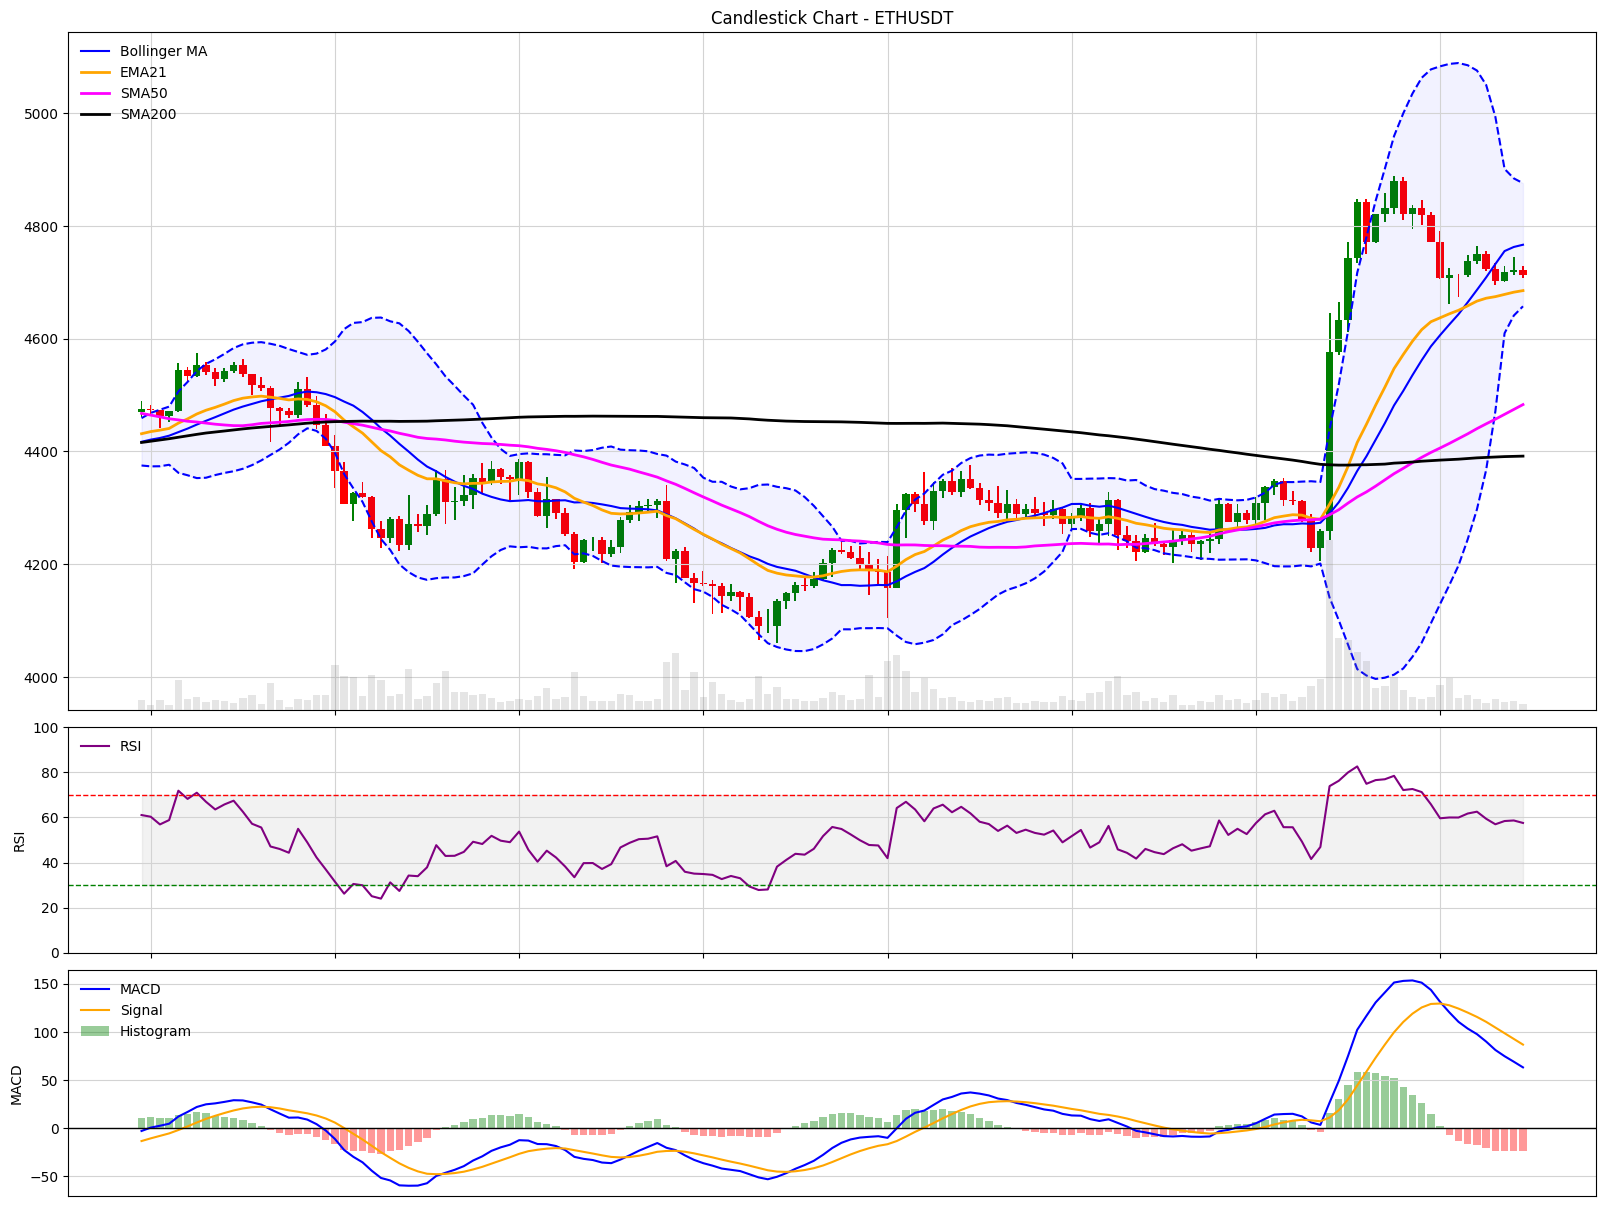 Candlestick Chart - ETHUSDT
Bollinger MA
EMA21
SMA50
SMA200
5000
4800
4600
4400
4200
4000
RSI
100
80
60
40
20
0
RSI
MACD
Signal
Histogram
150
100
50
0
−50
MACD